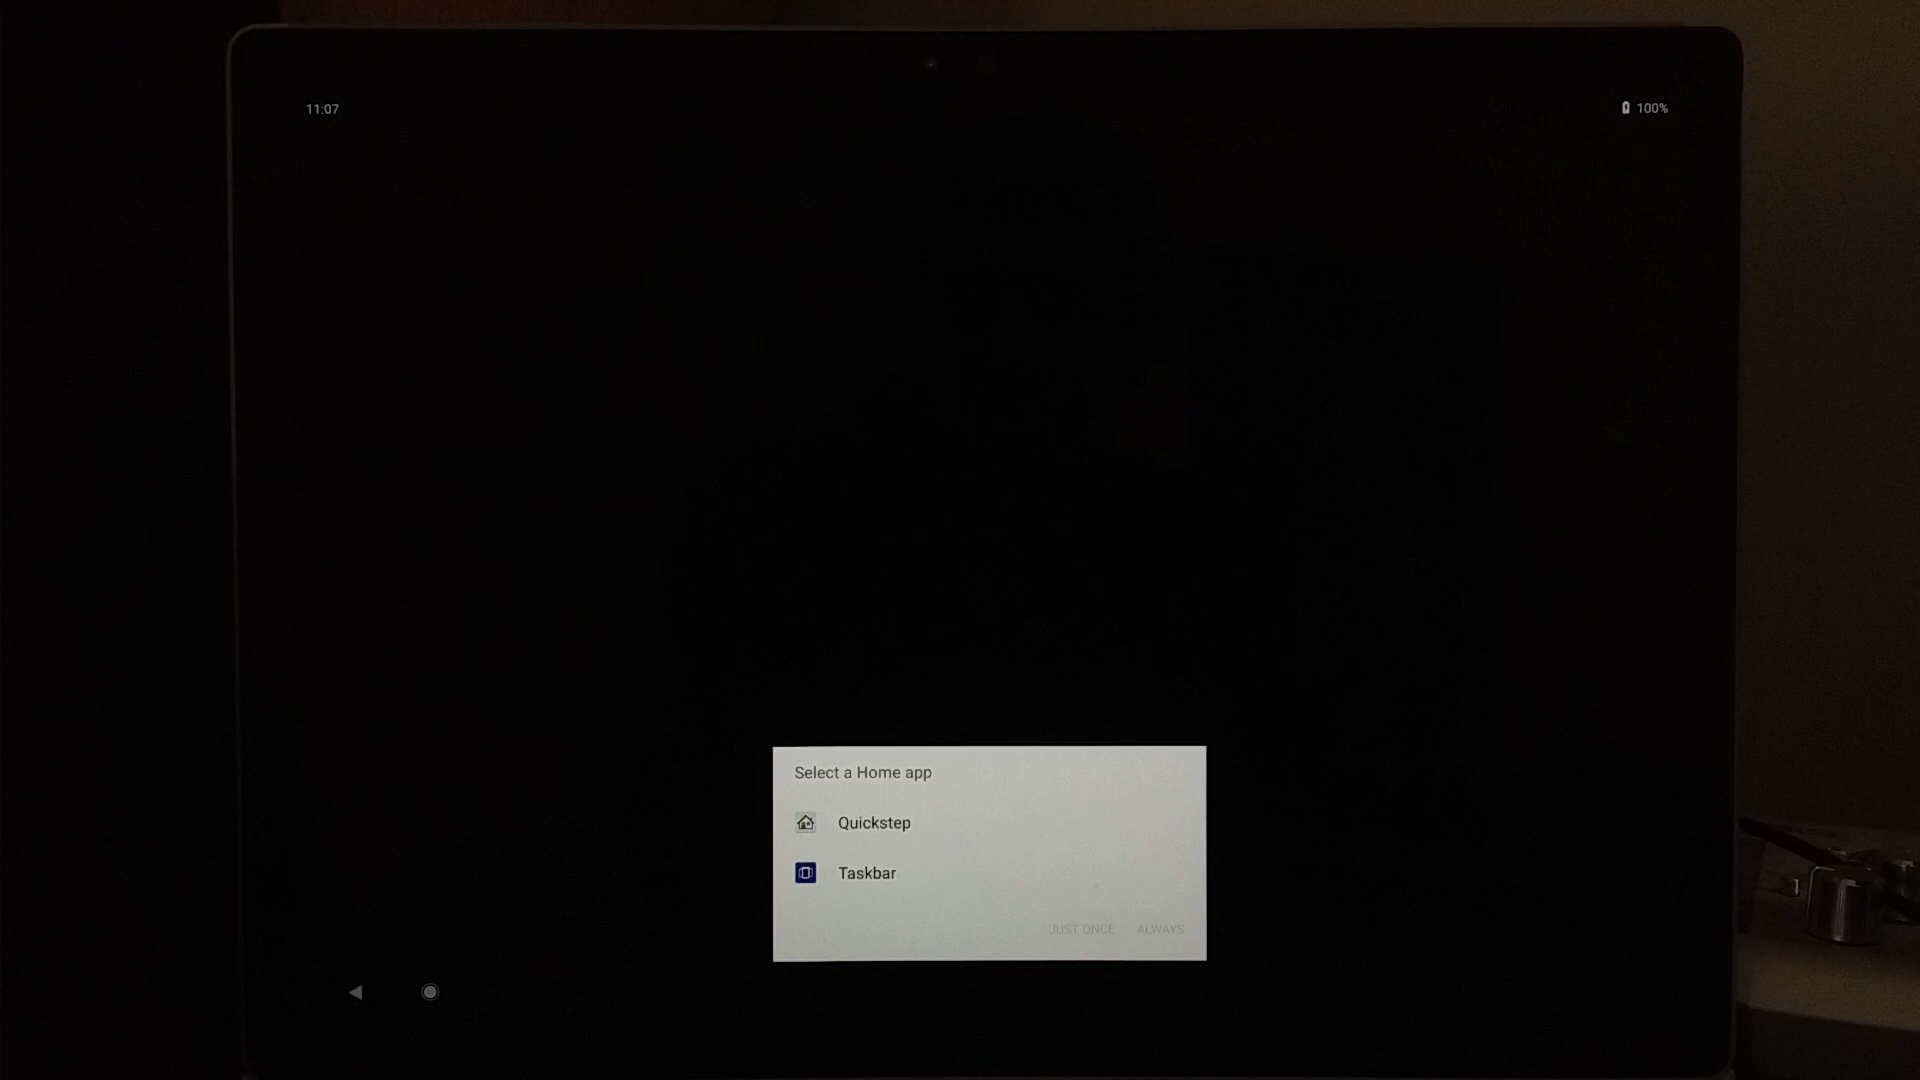 11:07
100%
Select a Home app
Quickstep
Taskbar
JUST ONCE ALWAYS